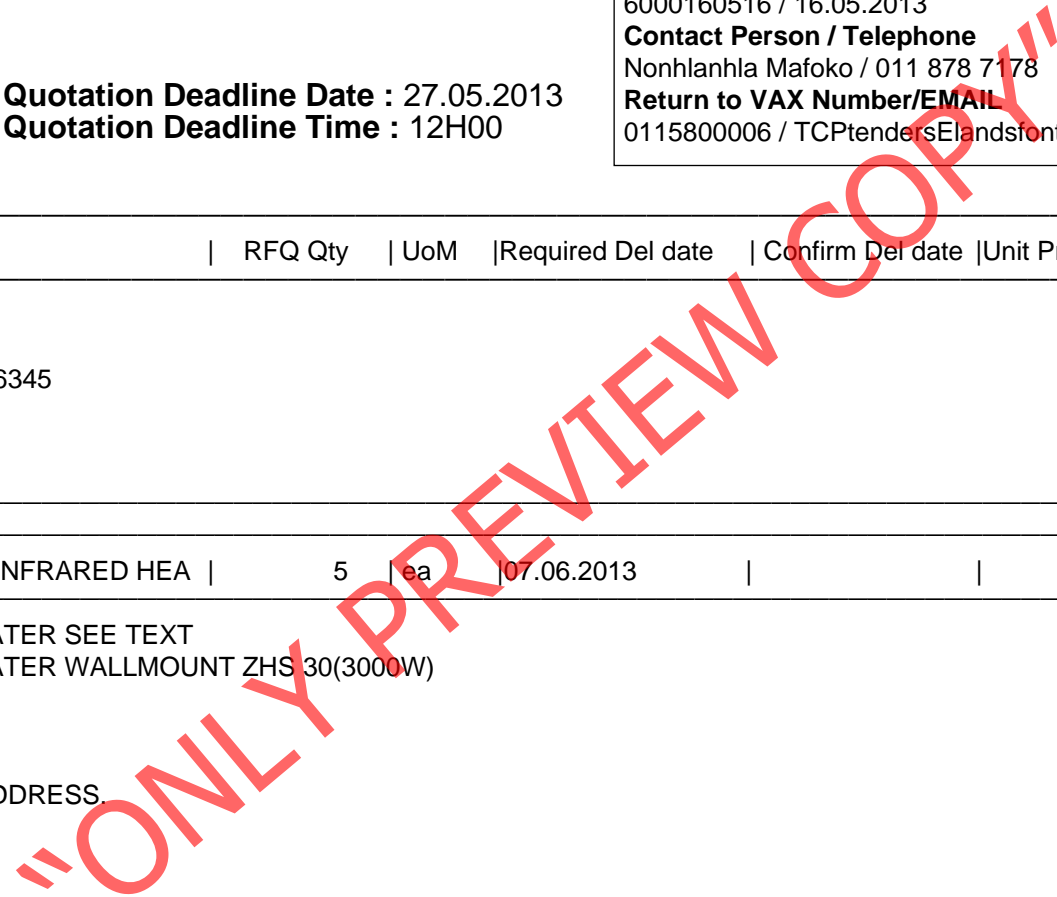 6000160516 / 16.05.2013
Contact Person / Telephone
Nonhlanhla Mafoko / 011 878 7178
Return to VAX Number/EMAIL
0115800006 / TCPtendersElandsfont
Quotation Deadline Date : 27.05.2013
Quotation Deadline Time : 12H00
| RFQ Qty | UoM |Required Del date | Confirm Del date |Unit Pr
6345
NFRARED HEA | 5 | ea |07.06.2013 | |
ATER SEE TEXT
ATER WALLMOUNT ZHS 30(3000W)
DDRESS.
"ONLY PREVIEW COPY"